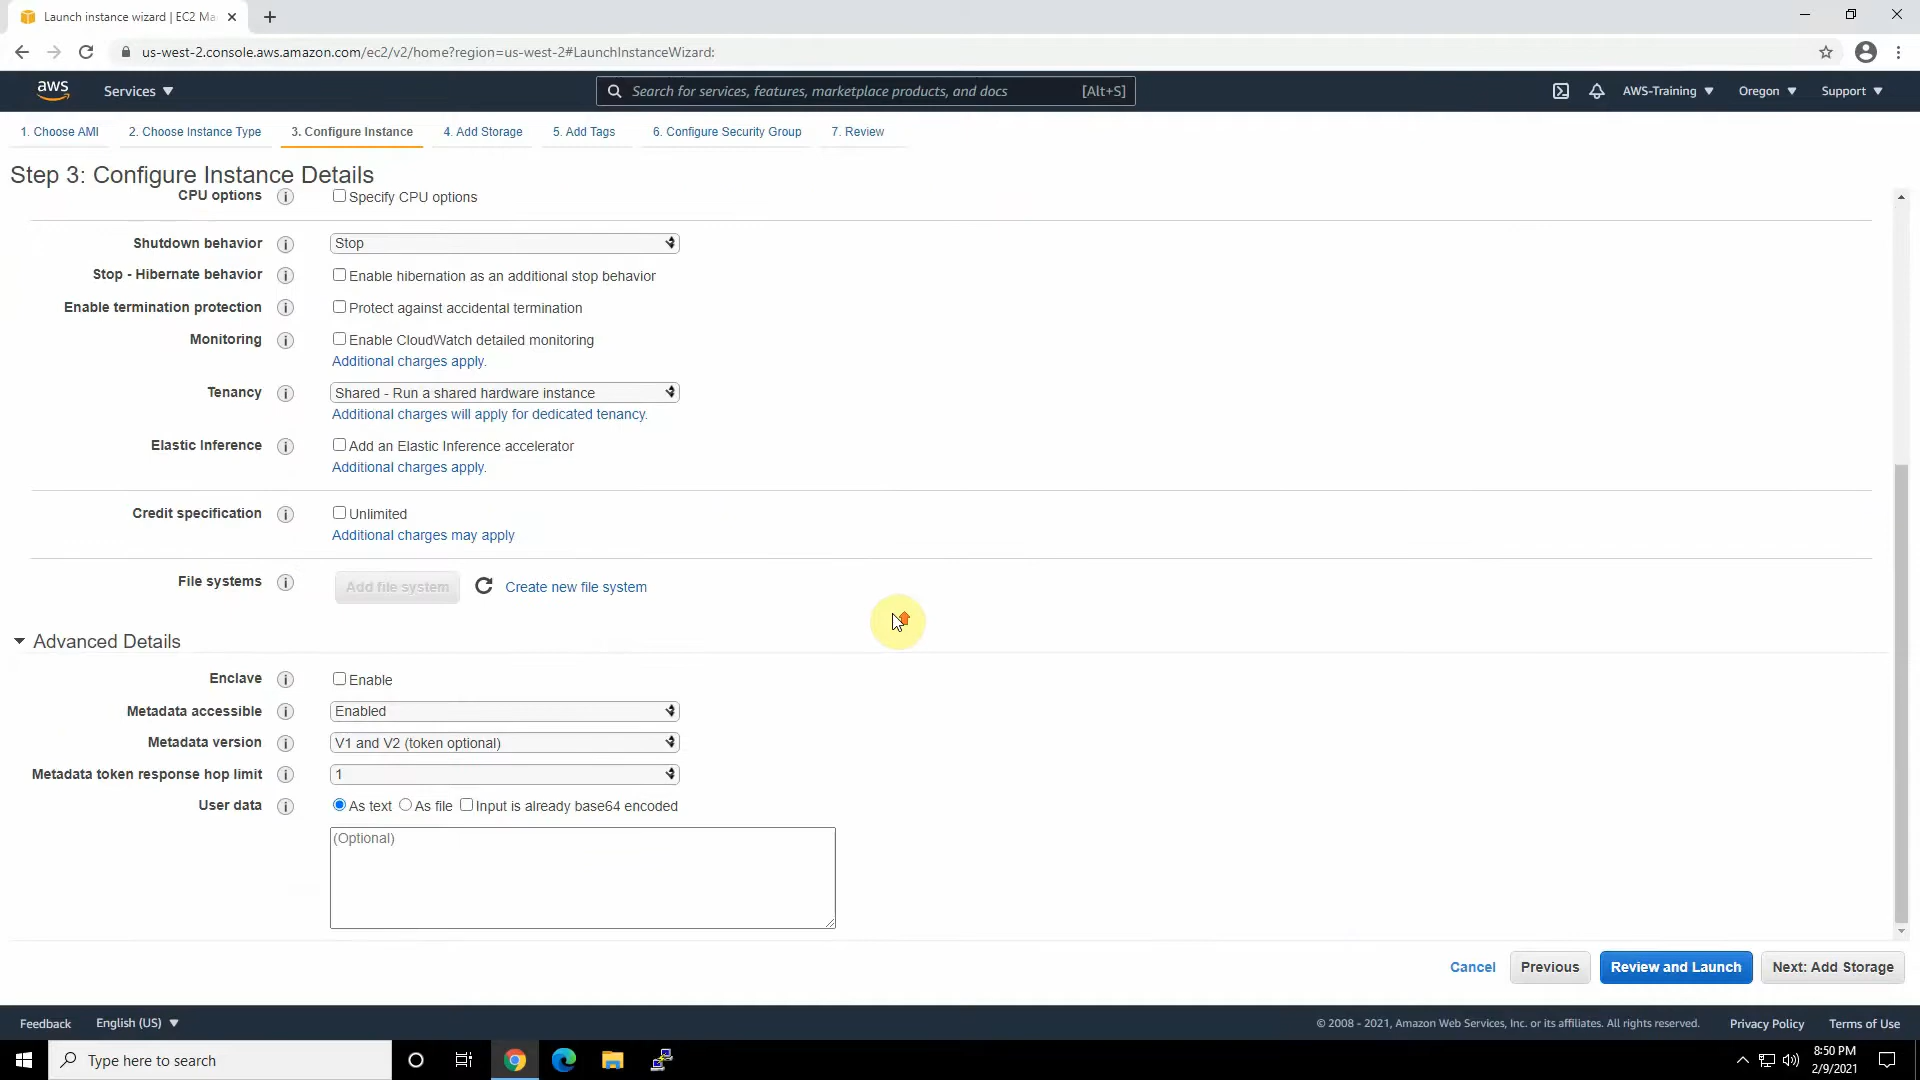 Launch instance wizard | EC2 Ma
us-west-2.console.aws.amazon.com/ec2/v2/home?region=us-west-2#LaunchInstanceWizard:
aws
Services
Search for services, features, marketplace products, and docs
[Alt+S]
AWS-Training
Oregon
Support
1. Choose AMI
2. Choose Instance Type
3. Configure Instance
4. Add Storage
5. Add Tags
6. Configure Security Group
7. Review
Step 3: Configure Instance Details
CPU options
Specify CPU options
Shutdown behavior
Stop
Stop - Hibernate behavior
Enable hibernation as an additional stop behavior
Enable termination protection
Protect against accidental termination
Monitoring
Enable CloudWatch detailed monitoring
Additional charges apply.
Tenancy
Shared - Run a shared hardware instance
Additional charges will apply for dedicated tenancy.
Elastic Inference
Add an Elastic Inference accelerator
Additional charges apply.
Credit specification
Unlimited
Additional charges may apply
File systems
Add file system
Create new file system
Advanced Details
Enclave
Enable
Metadata accessible
Enabled
Metadata version
V1 and V2 (token optional)
Metadata token response hop limit
1
User data
As text
As file
Input is already base64 encoded
(Optional)
Cancel
Previous
Review and Launch
Next: Add Storage
Feedback
English (US)
© 2008 - 2021, Amazon Web Services, Inc. or its affiliates. All rights reserved.
Privacy Policy
Terms of Use
Type here to search
8:50 PM
2/9/2021